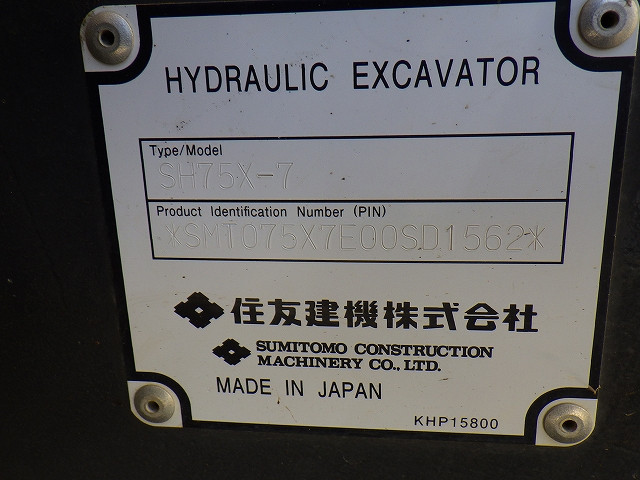 HYDRAULIC EXCAVATOR
Type/Model
SH75X-7
Product Identification Number (PIN)
*SMT075X7E00SD1562*
住友建機株式会社
SUMITOMO CONSTRUCTION
MACHINERY CO., LTD.
MADE IN JAPAN
KHP15800